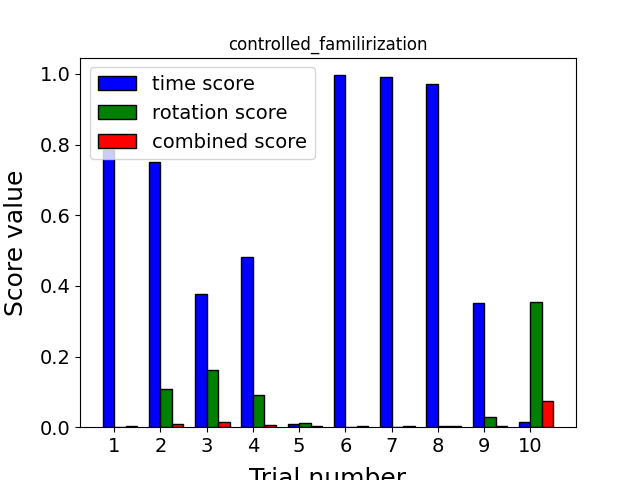 controlled_familirization
time score
rotation score
combined score
Score value
1.0
0.8
0.6
0.4
0.2
0.0
1 2 3 4 5 6 7 8 9 10
Trial number